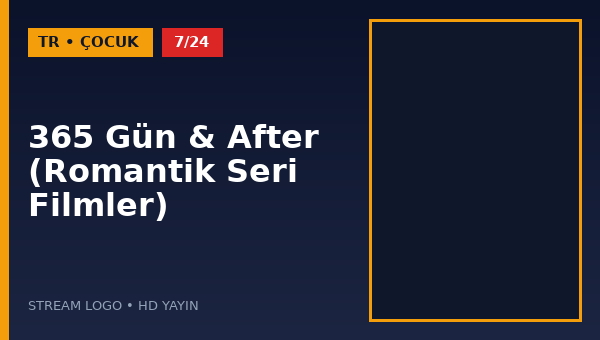 TR • ÇOCUK
7/24
365 Gün & After
(Romantik Seri
Filmler)
STREAM LOGO • HD YAYIN